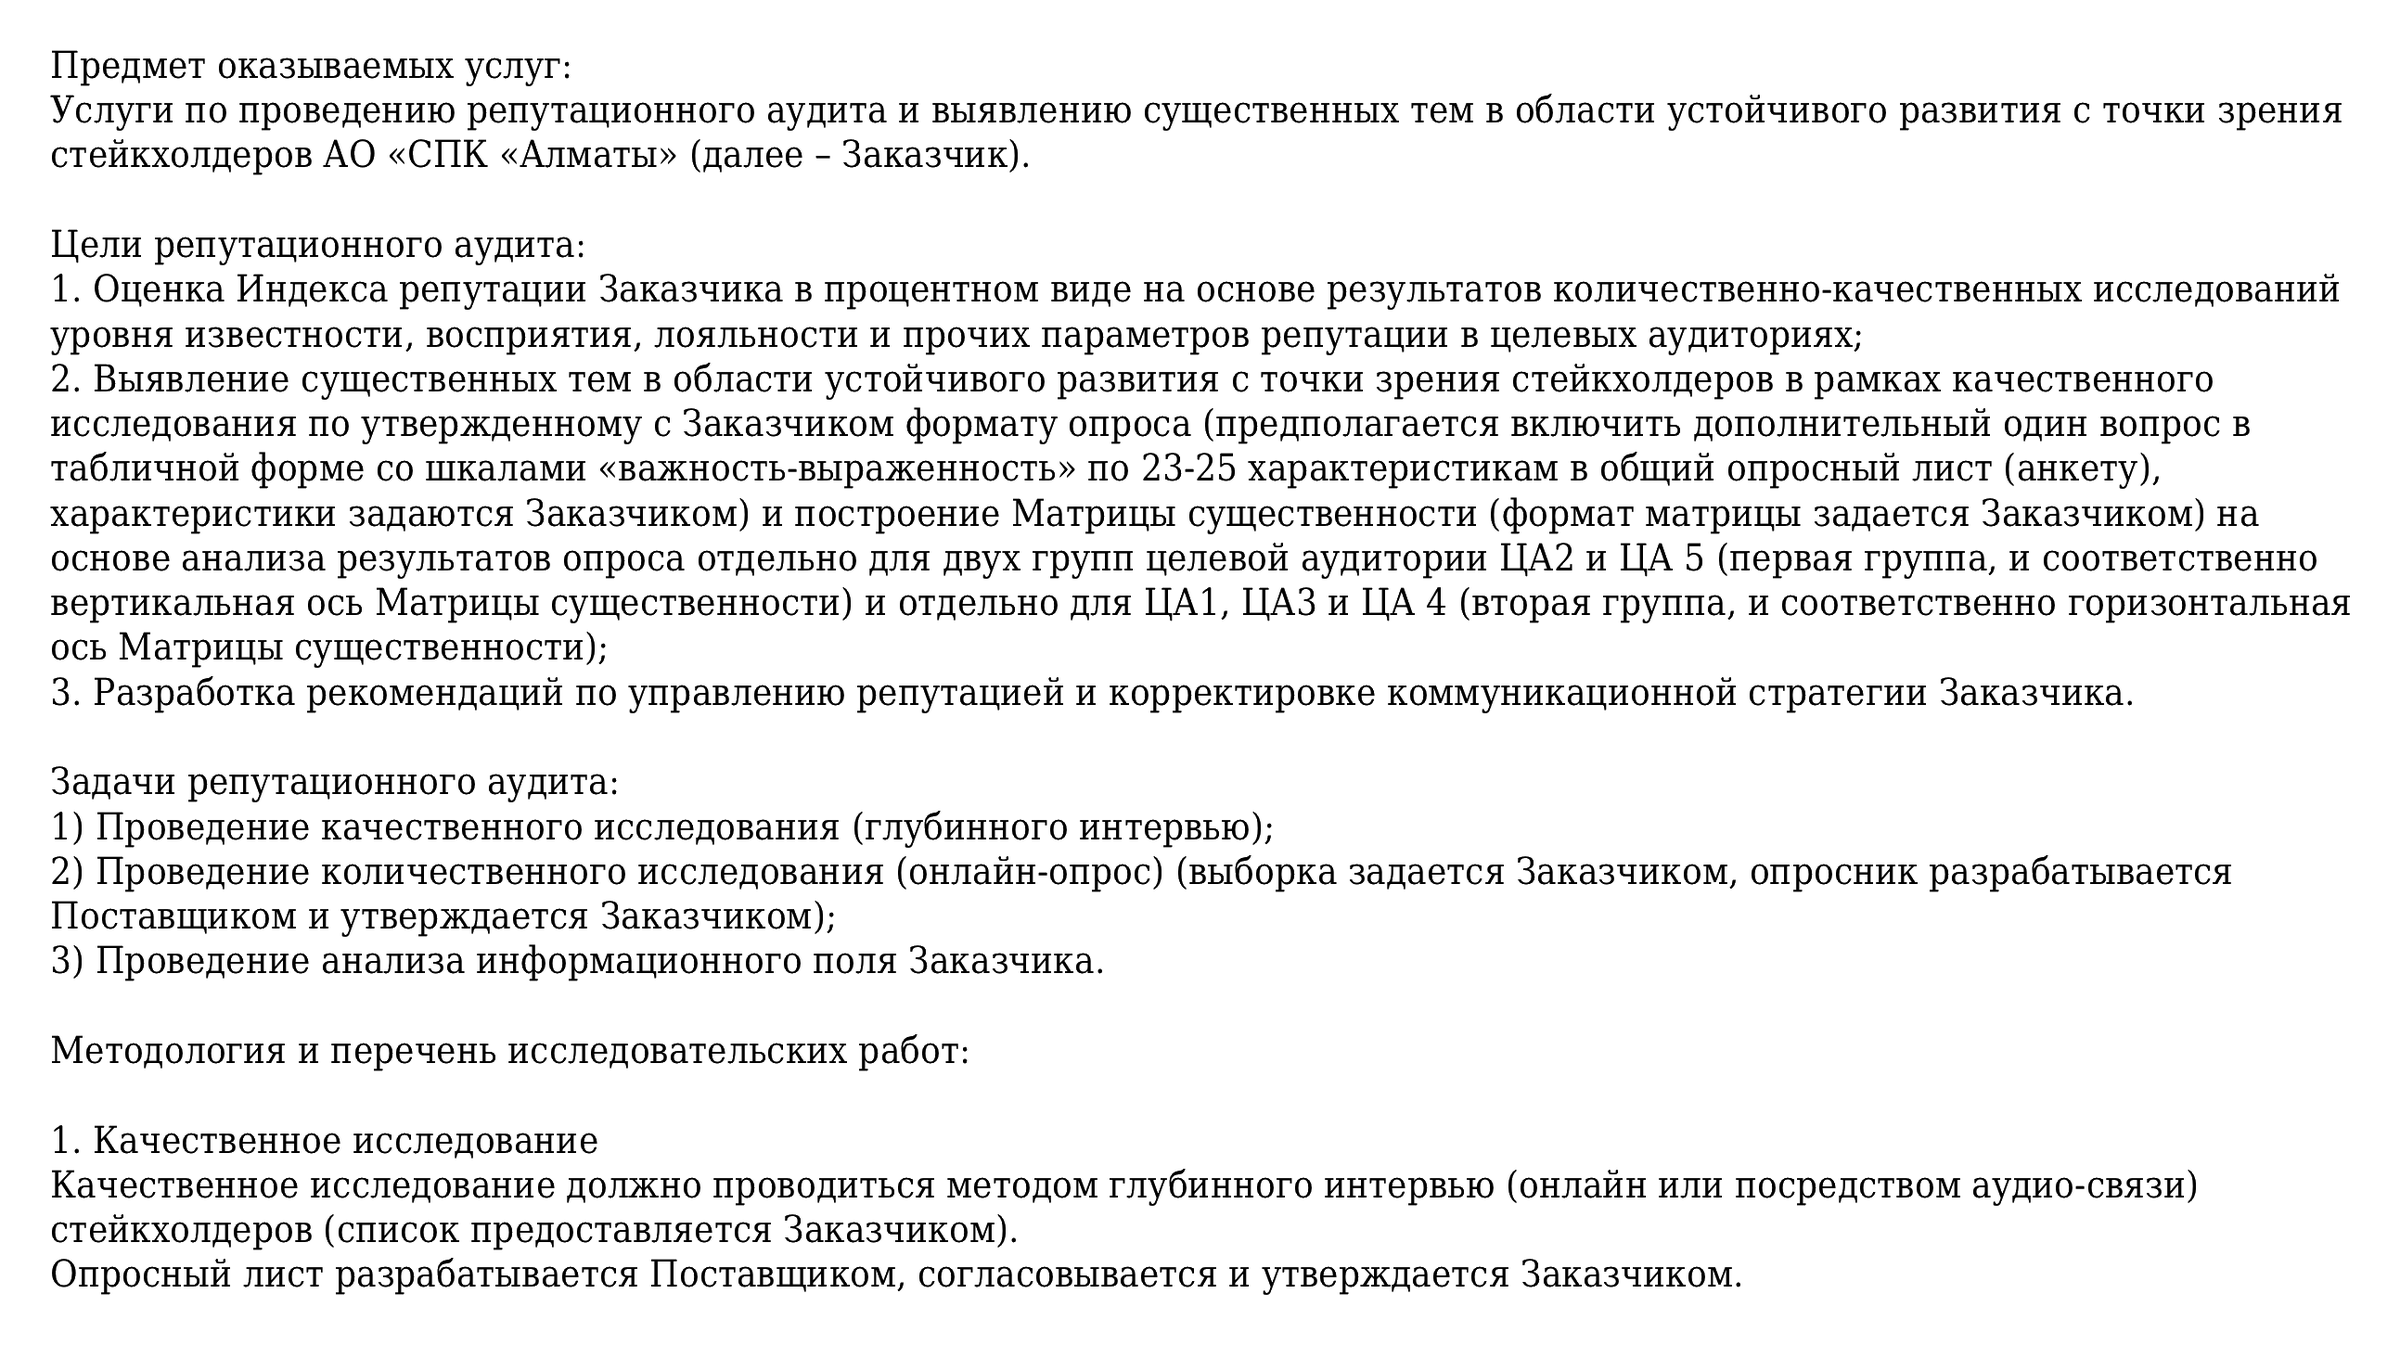 Предмет оказываемых услуг:
Услуги по проведению репутационного аудита и выявлению существенных тем в области устойчивого развития с точки зрения
стейкхолдеров АО «СПК «Алматы» (далее – Заказчик).
Цели репутационного аудита:
1. Оценка Индекса репутации Заказчика в процентном виде на основе результатов количественно-качественных исследований
уровня известности, восприятия, лояльности и прочих параметров репутации в целевых аудиториях;
2. Выявление существенных тем в области устойчивого развития с точки зрения стейкхолдеров в рамках качественного
исследования по утвержденному с Заказчиком формату опроса (предполагается включить дополнительный один вопрос в
табличной форме со шкалами «важность-выраженность» по 23-25 характеристикам в общий опросный лист (анкету),
характеристики задаются Заказчиком) и построение Матрицы существенности (формат матрицы задается Заказчиком) на
основе анализа результатов опроса отдельно для двух групп целевой аудитории ЦА2 и ЦА 5 (первая группа, и соответственно
вертикальная ось Матрицы существенности) и отдельно для ЦА1, ЦА3 и ЦА 4 (вторая группа, и соответственно горизонтальная
ось Матрицы существенности);
3. Разработка рекомендаций по управлению репутацией и корректировке коммуникационной стратегии Заказчика.
Задачи репутационного аудита:
1) Проведение качественного исследования (глубинного интервью);
2) Проведение количественного исследования (онлайн-опрос) (выборка задается Заказчиком, опросник разрабатывается
Поставщиком и утверждается Заказчиком);
3) Проведение анализа информационного поля Заказчика.
Методология и перечень исследовательских работ:
1. Качественное исследование
Качественное исследование должно проводиться методом глубинного интервью (онлайн или посредством аудио-связи)
стейкхолдеров (список предоставляется Заказчиком).
Опросный лист разрабатывается Поставщиком, согласовывается и утверждается Заказчиком.